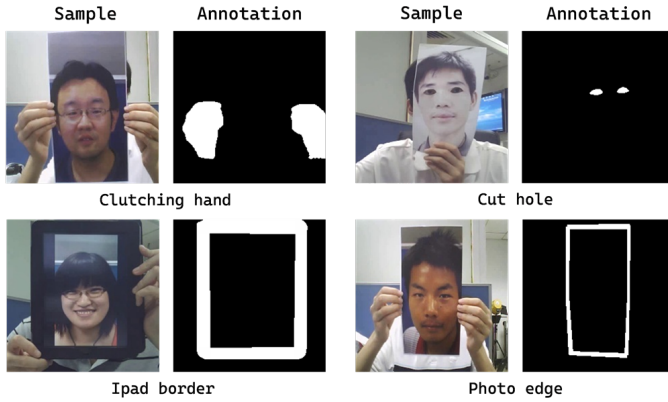 Sample Annotation Sample Annotation
Clutching hand Cut hole
Ipad border Photo edge